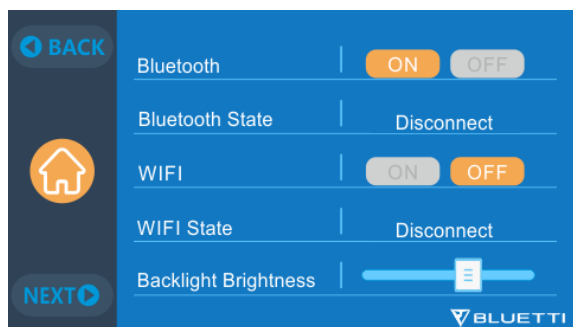 BACK
Bluetooth ON OFF
Bluetooth State Disconnect
WIFI ON OFF
WIFI State Disconnect
Backlight Brightness
NEXT
BLUETTI